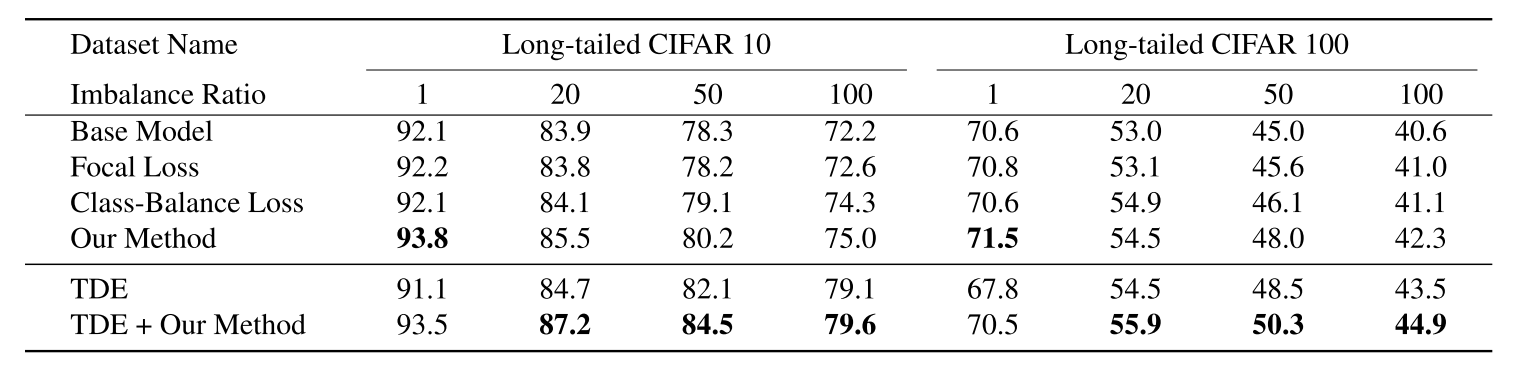 Dataset Name Long-tailed CIFAR 10 Long-tailed CIFAR 100
Imbalance Ratio 1 20 50 100 1 20 50 100
Base Model 92.1 83.9 78.3 72.2 70.6 53.0 45.0 40.6
Focal Loss 92.2 83.8 78.2 72.6 70.8 53.1 45.6 41.0
Class-Balance Loss 92.1 84.1 79.1 74.3 70.6 54.9 46.1 41.1
Our Method 93.8 85.5 80.2 75.0 71.5 54.5 48.0 42.3
TDE 91.1 84.7 82.1 79.1 67.8 54.5 48.5 43.5
TDE + Our Method 93.5 87.2 84.5 79.6 70.5 55.9 50.3 44.9